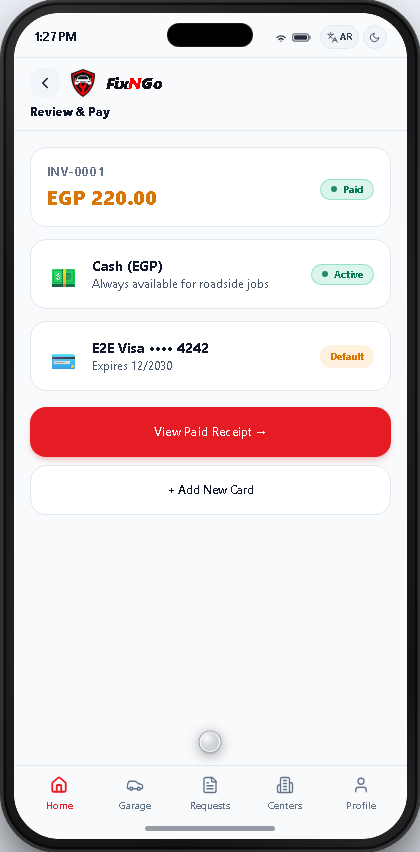 1:27 PM
AR
FixNGo
Review & Pay
INV-0001
EGP 220.00
Paid
Cash (EGP)
Always available for roadside jobs
Active
E2E Visa •••• 4242
Expires 12/2030
Default
View Paid Receipt →
+ Add New Card
Home
Garage
Requests
Centers
Profile